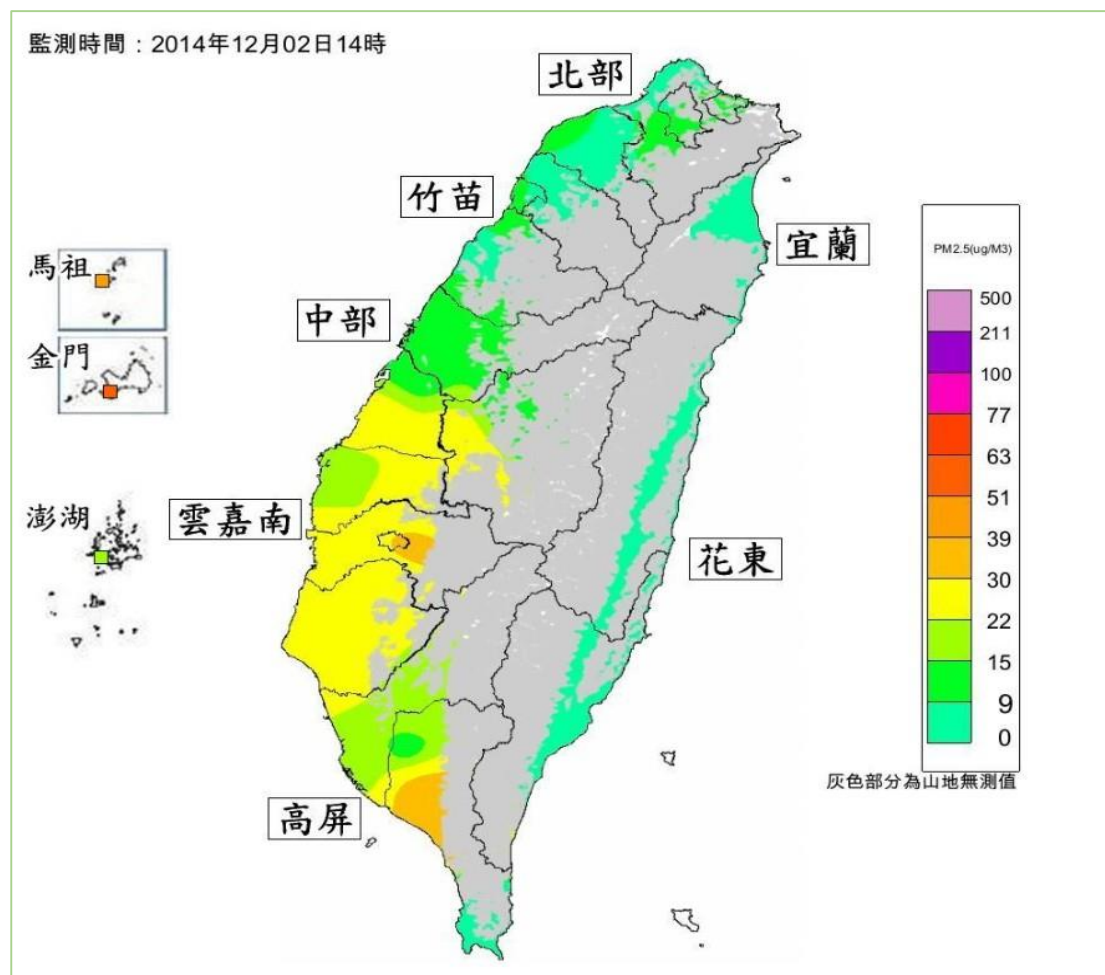 監測時間：2014年12月02日14時
北部
竹苗
宜蘭
馬祖
中部
金門
澎湖
雲嘉南
花東
高屏
PM2.5(ug/M3)
500
211
100
77
63
51
39
30
22
15
9
0
灰色部分為山地無測值